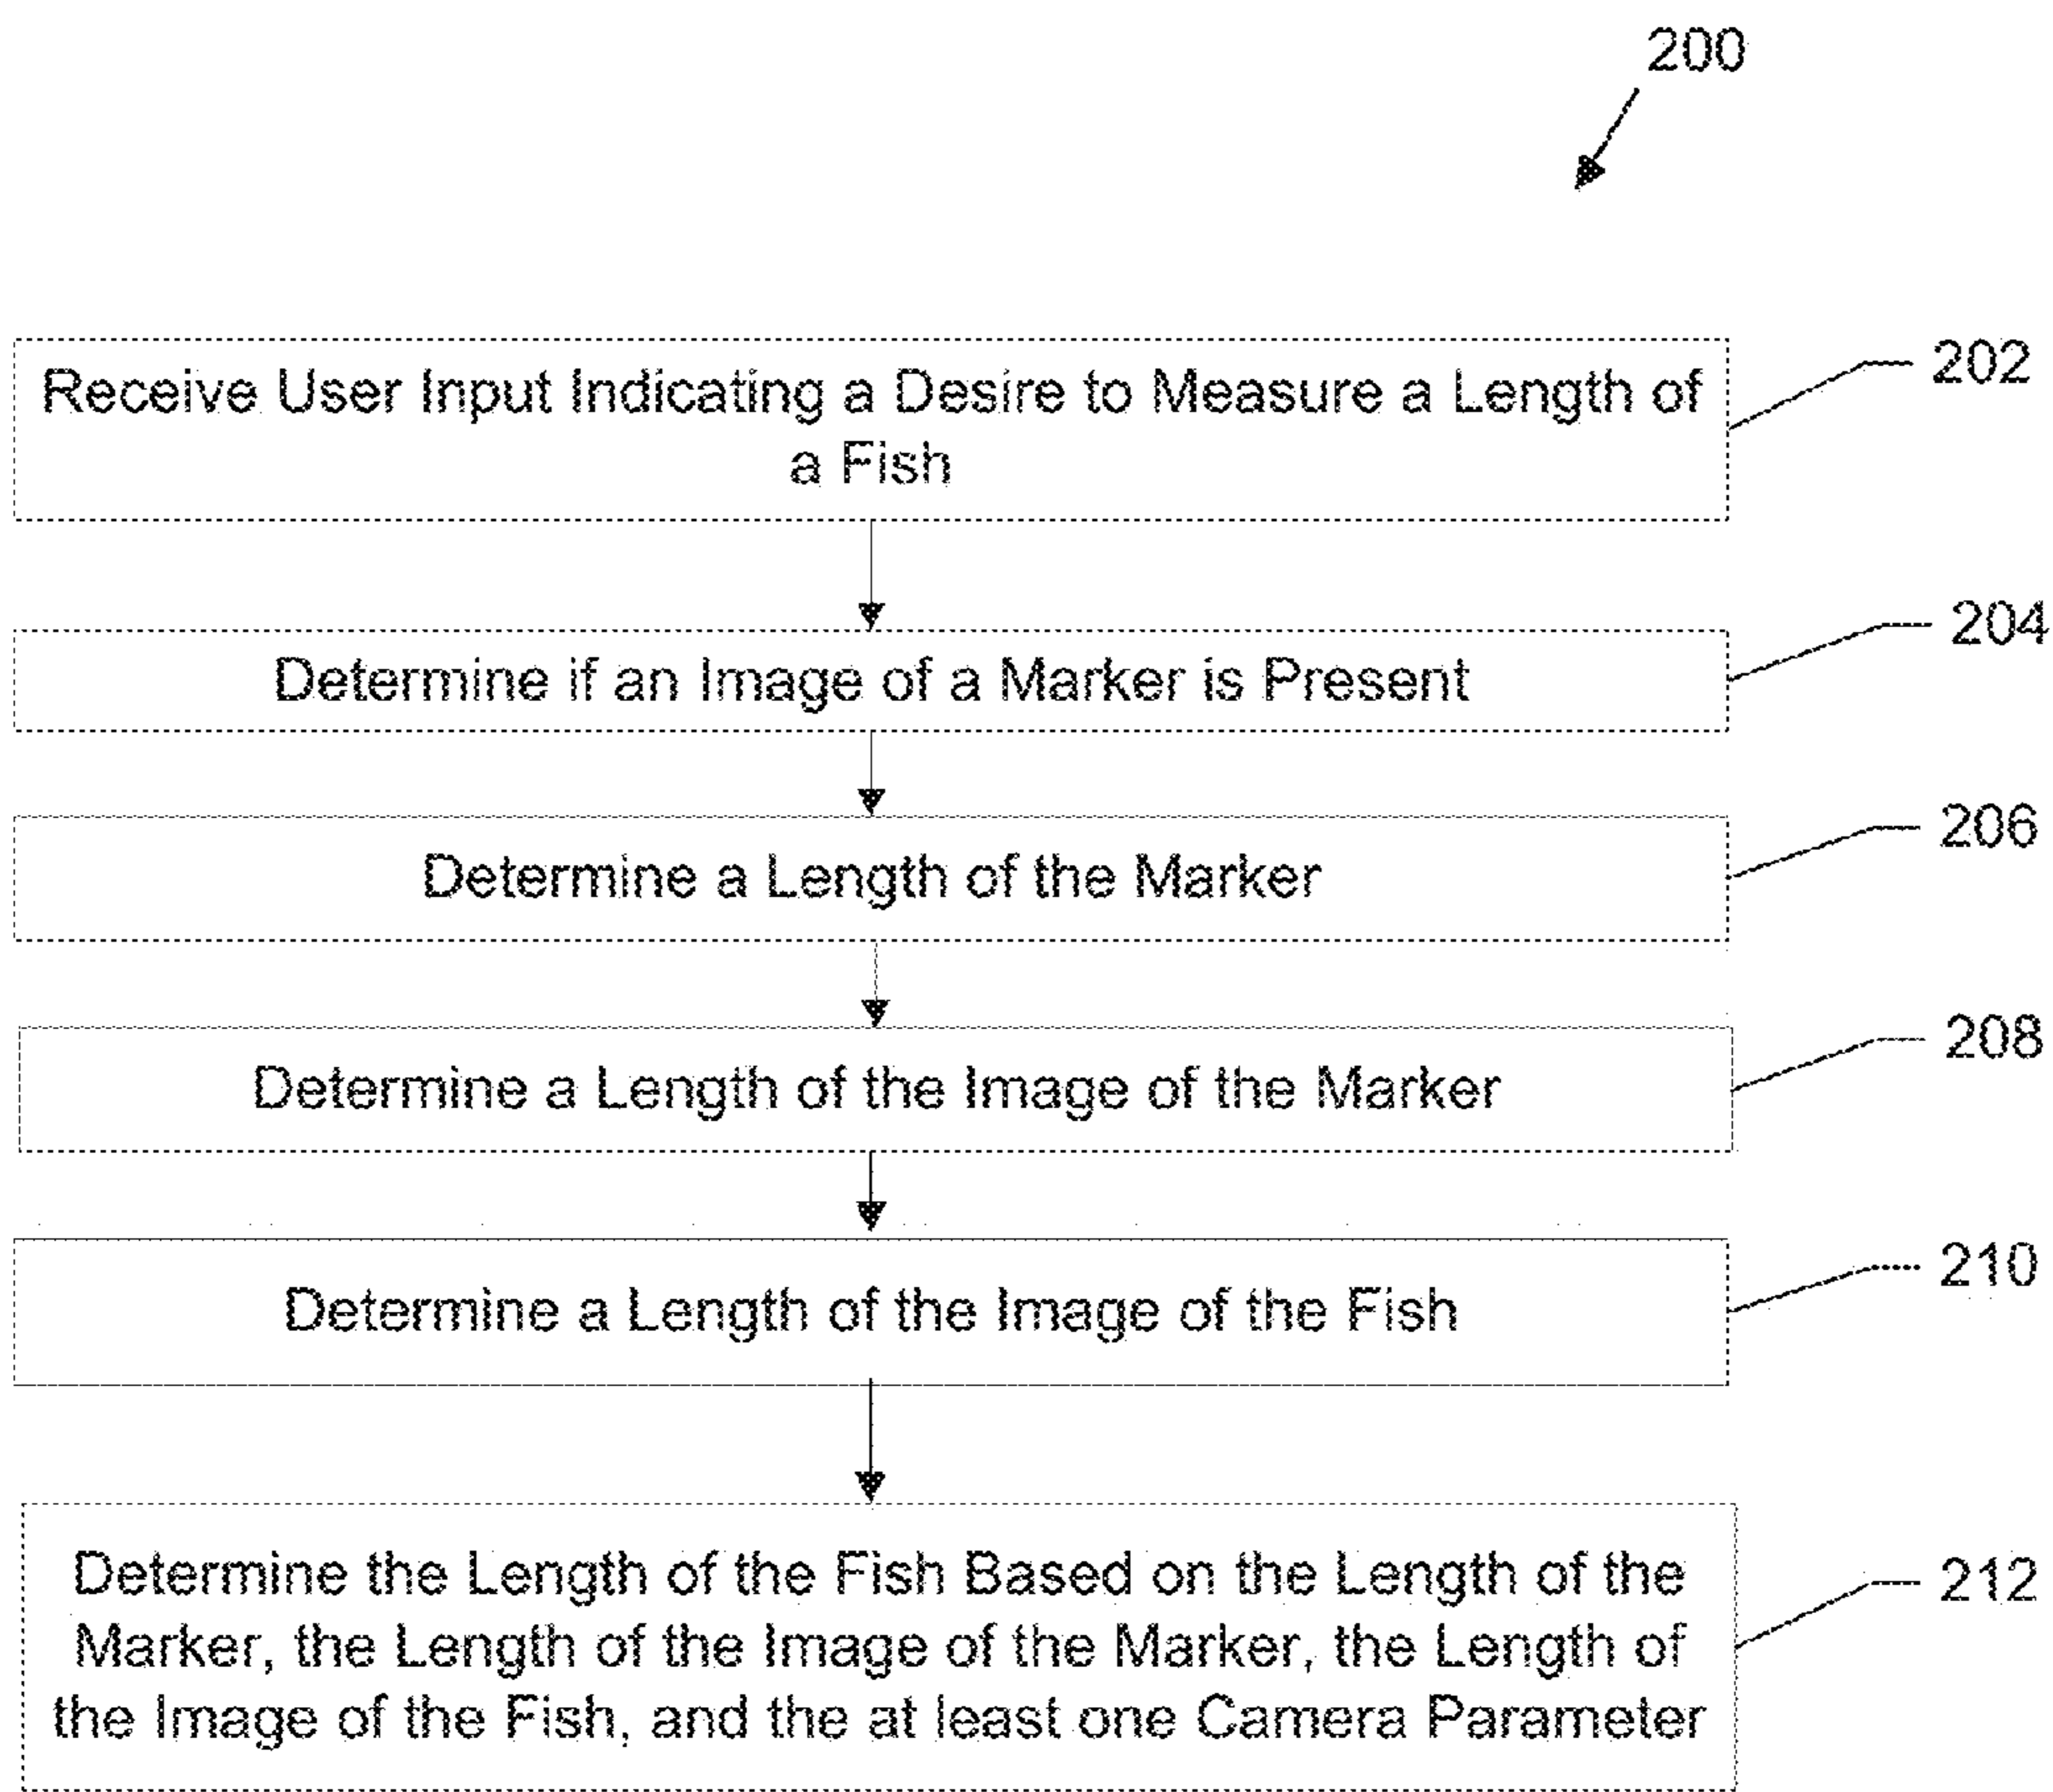 200
Receive User Input Indicating a Desire to Measure a Length of
a Fish
202
Determine if an Image of a Marker is Present
204
Determine a Length of the Marker
206
Determine a Length of the Image of the Marker
208
Determine a Length of the Image of the Fish
210
Determine the Length of the Fish Based on the Length of the
Marker, the Length of the Image of the Marker, the Length of
the Image of the Fish, and the at least one Camera Parameter
212